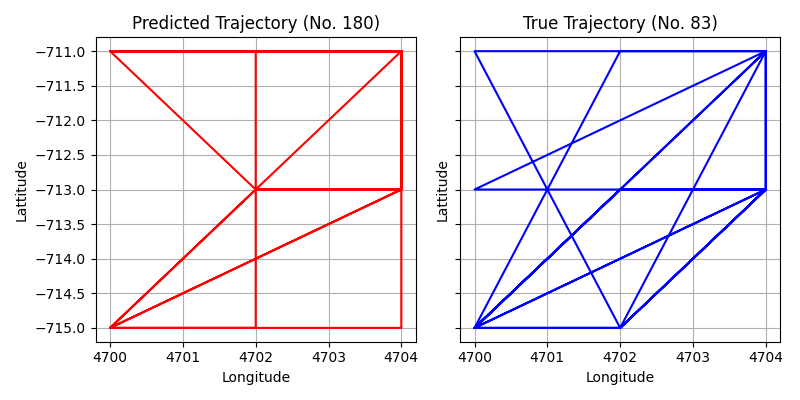 Predicted Trajectory (No. 180)
True Trajectory (No. 83)
−711.0
−711.5
−712.0
−712.5
−713.0
−713.5
−714.0
−714.5
−715.0
Lattitude
Lattitude
4700 4701 4702 4703 4704
4700 4701 4702 4703 4704
Longitude
Longitude